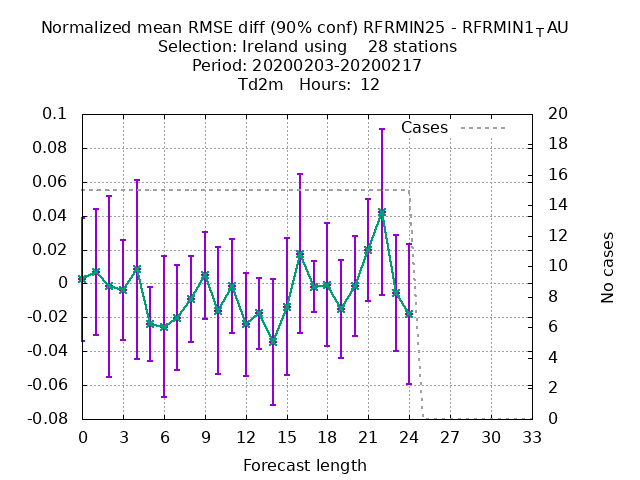 Normalized mean RMSE diff (90% conf) RFRMIN25 - RFRMIN1_TAU
Selection: Ireland using 28 stations
Period: 20200203-20200217
Td2m Hours: 12
0.1
0.08
0.06
0.04
0.02
0
-0.02
-0.04
-0.06
-0.08
Cases
20
18
16
14
12
10
8
6
4
2
0
No cases
0 3 6 9 12 15 18 21 24 27 30 33
Forecast length